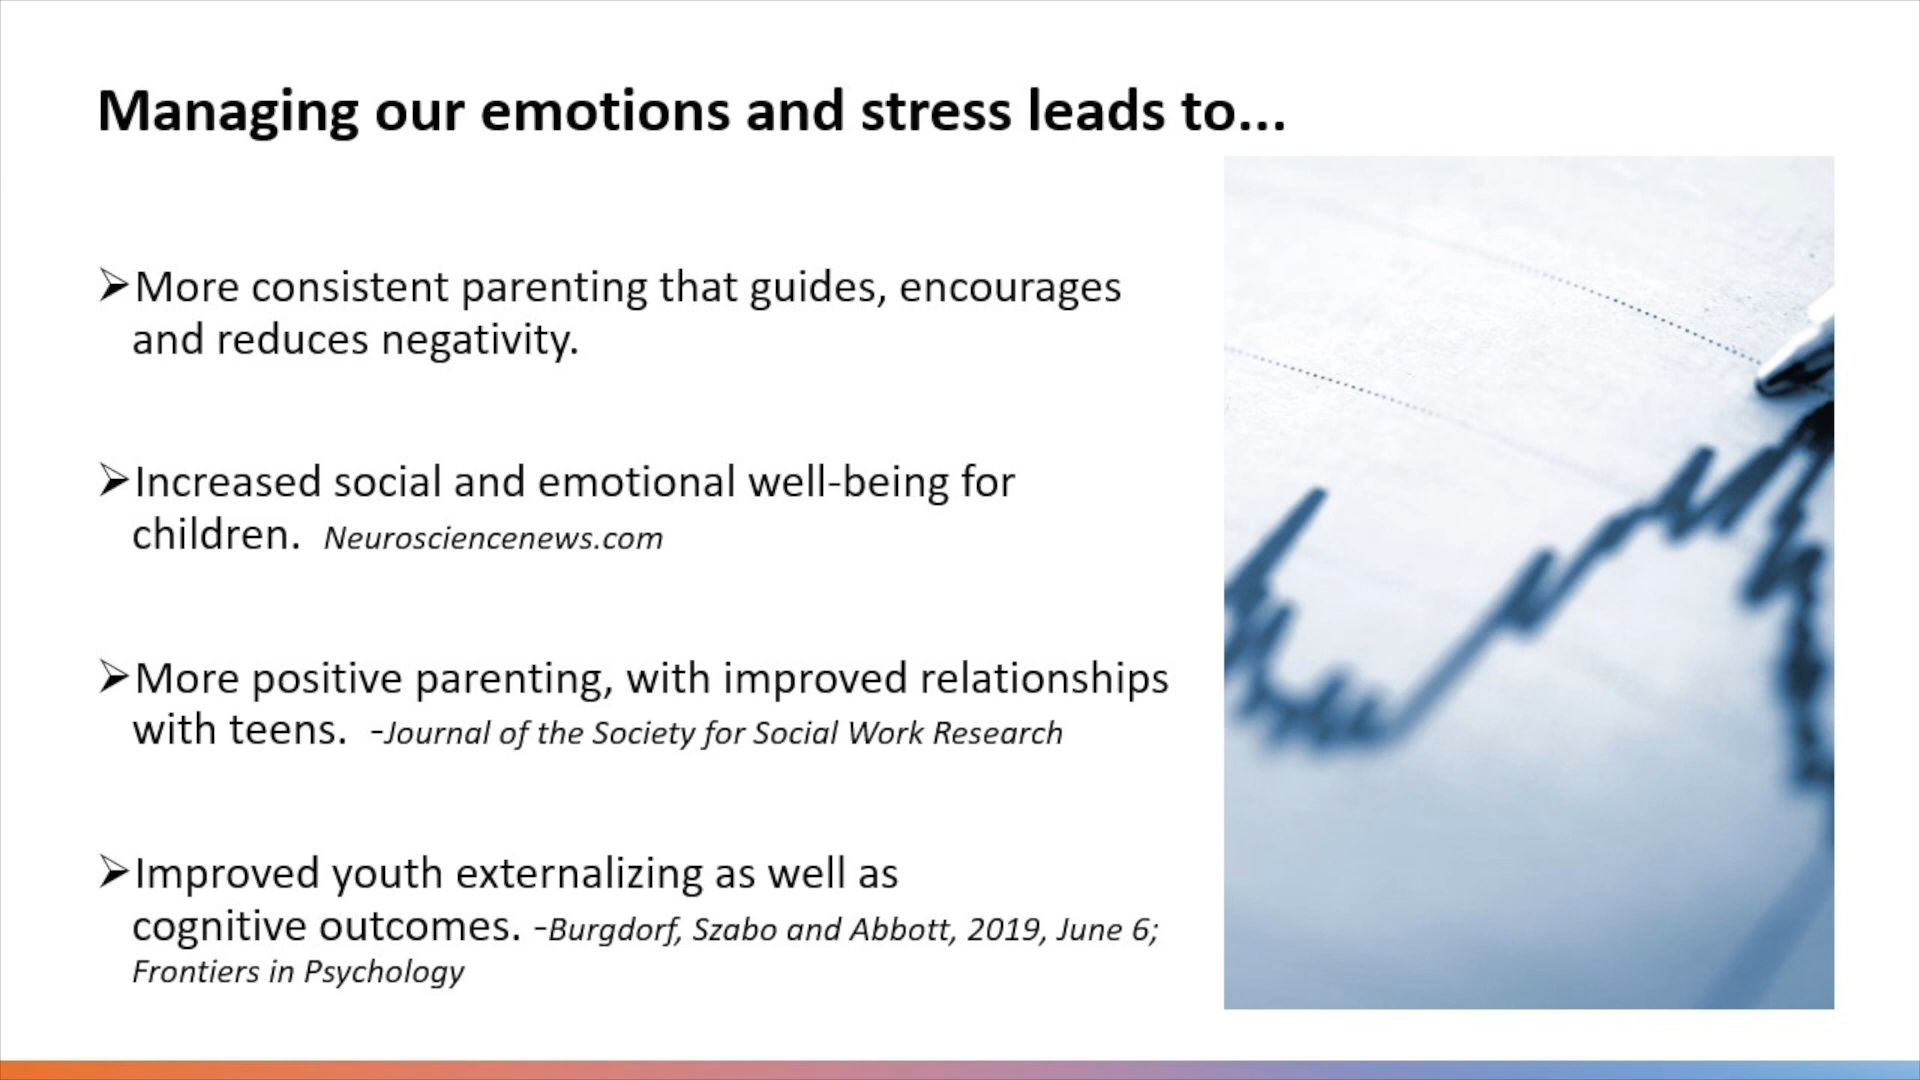 Managing our emotions and stress leads to...
➢More consistent parenting that guides, encourages
and reduces negativity.
➢Increased social and emotional well-being for
children.  Neurosciencenews.com
➢More positive parenting, with improved relationships
with teens.  -Journal of the Society for Social Work Research
➢Improved youth externalizing as well as
cognitive outcomes. -Burgdorf, Szabo and Abbott, 2019, June 6;
Frontiers in Psychology